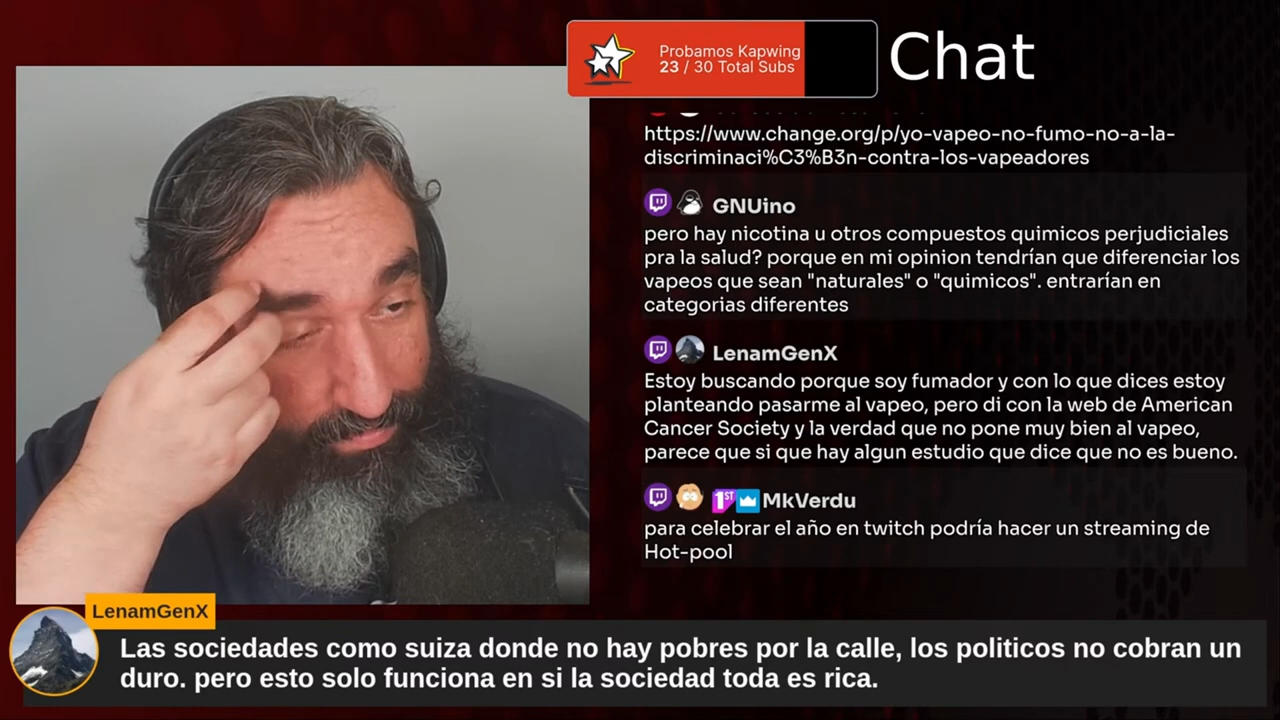 Probamos Kapwing
23 / 30 Total Subs
Chat
https://www.change.org/p/yo-vapeo-no-fumo-no-a-la-
discriminaci%C3%B3n-contra-los-vapeadores
GNUino
pero hay nicotina u otros compuestos quimicos perjudiciales
pra la salud? porque en mi opinion tendrían que diferenciar los
vapeos que sean "naturales" o "quimicos". entrarían en
categorias diferentes
LenamGenX
Estoy buscando porque soy fumador y con lo que dices estoy
planteando pasarme al vapeo, pero di con la web de American
Cancer Society y la verdad que no pone muy bien al vapeo,
parece que si que hay algun estudio que dice que no es bueno.
1ST MkVerdu
para celebrar el año en twitch podría hacer un streaming de
Hot-pool
LenamGenX
Las sociedades como suiza donde no hay pobres por la calle, los politicos no cobran un
duro. pero esto solo funciona en si la sociedad toda es rica.